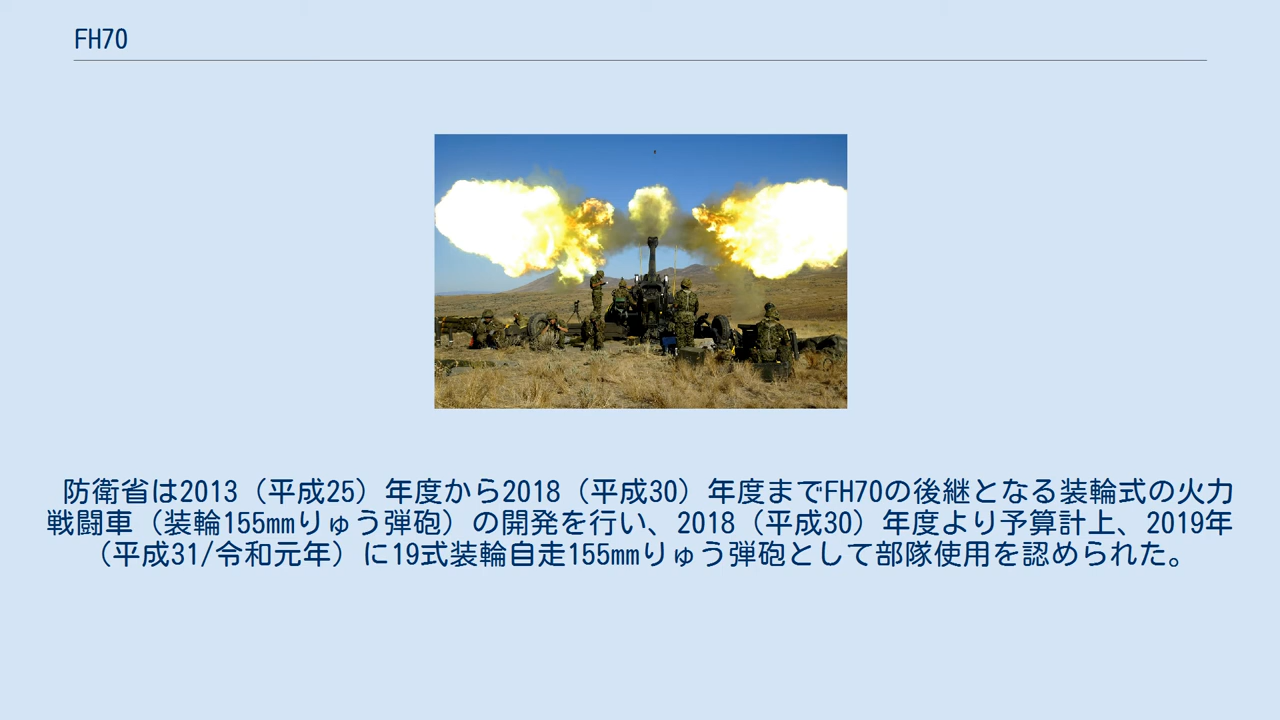 FH70
防衛省は2013（平成25）年度から2018（平成30）年度までFH70の後継となる装輪式の火力
戦闘車（装輪155mmりゅう弾砲）の開発を行い、2018（平成30）年度より予算計上、2019年
（平成31/令和元年）に19式装輪自走155mmりゅう弾砲として部隊使用を認められた。